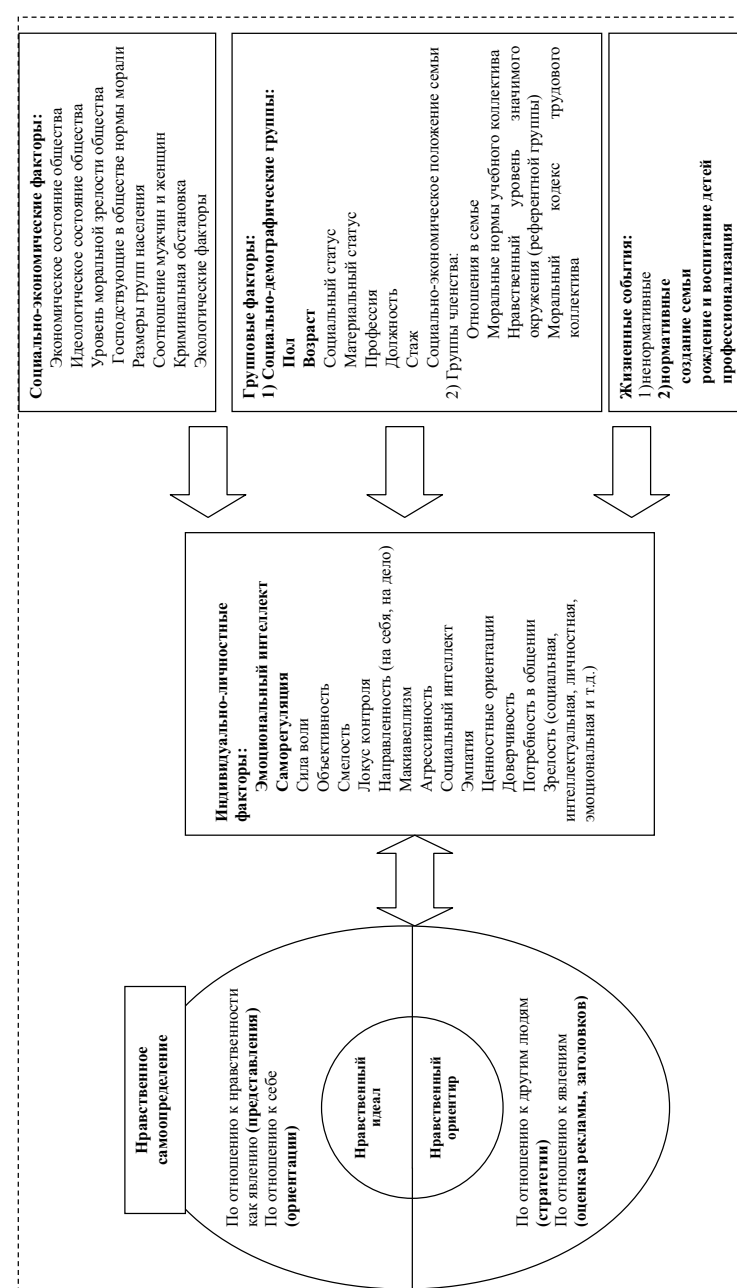 Нравственное
самоопределение
По отношению к нравственности
как явлению (представления)
По отношению к себе
(ориентации)
Нравственный
идеал
Нравственный
ориентир
По отношению к другим людям
(стратегии)
По отношению к явлениям
(оценка рекламы, заголовков)
Индивидуально-личностные
факторы:
Эмоциональный интеллект
Саморегуляция
Сила воли
Объективность
Смелость
Локус контроля
Направленность (на себя, на дело)
Макиавеллизм
Агрессивность
Социальный интеллект
Эмпатия
Ценностные ориентации
Доверчивость
Потребность в общении
Зрелость (социальная,
интеллектуальная, личностная,
эмоциональная и т.д.)
Социально-экономические факторы:
Экономическое состояние общества
Идеологическое состояние общества
Уровень моральной зрелости общества
Господствующие в обществе нормы морали
Размеры групп населения
Соотношение мужчин и женщин
Криминальная обстановка
Экологические факторы
Групповые факторы:
1) Социально-демографические группы:
Пол
Возраст
Социальный статус
Материальный статус
Профессия
Должность
Стаж
Социально-экономическое положение семьи
2) Группы членства:
Отношения в семье
Моральные нормы учебного коллектива
Нравственный уровень значимого
окружения (референтной группы)
Моральный кодекс трудового
коллектива
Жизненные события:
1)ненормативные
2)нормативные
создание семьи
рождение и воспитание детей
профессионализация